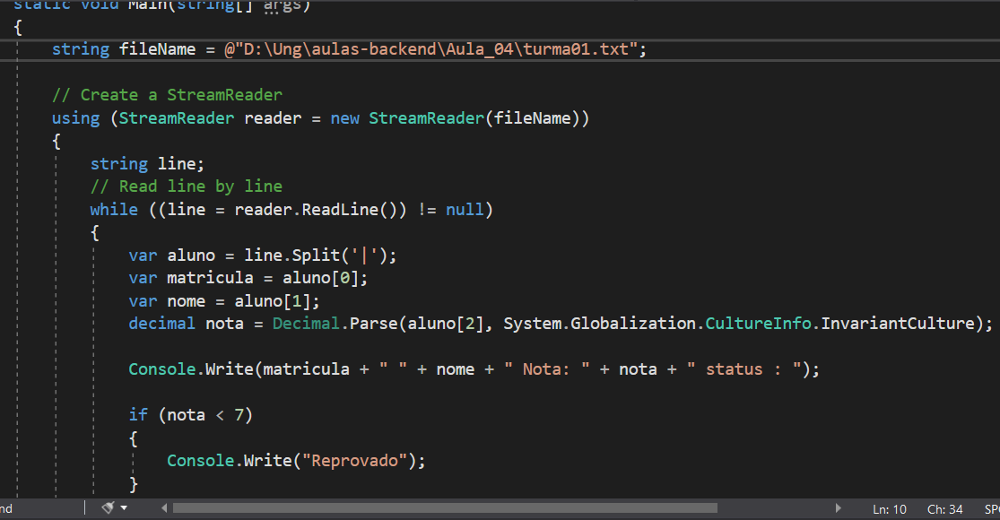 static void Main(string[] args)
{
string fileName = @"D:\Ung\aulas-backend\Aula_04\turma01.txt";
// Create a StreamReader
using (StreamReader reader = new StreamReader(fileName))
{
string line;
// Read line by line
while ((line = reader.ReadLine()) != null)
{
var aluno = line.Split('|');
var matricula = aluno[0];
var nome = aluno[1];
decimal nota = Decimal.Parse(aluno[2], System.Globalization.CultureInfo.InvariantCulture);
Console.Write(matricula + " " + nome + " Nota: " + nota + " status : ");
if (nota < 7)
{
Console.Write("Reprovado");
}
nd Ln: 10 Ch: 34